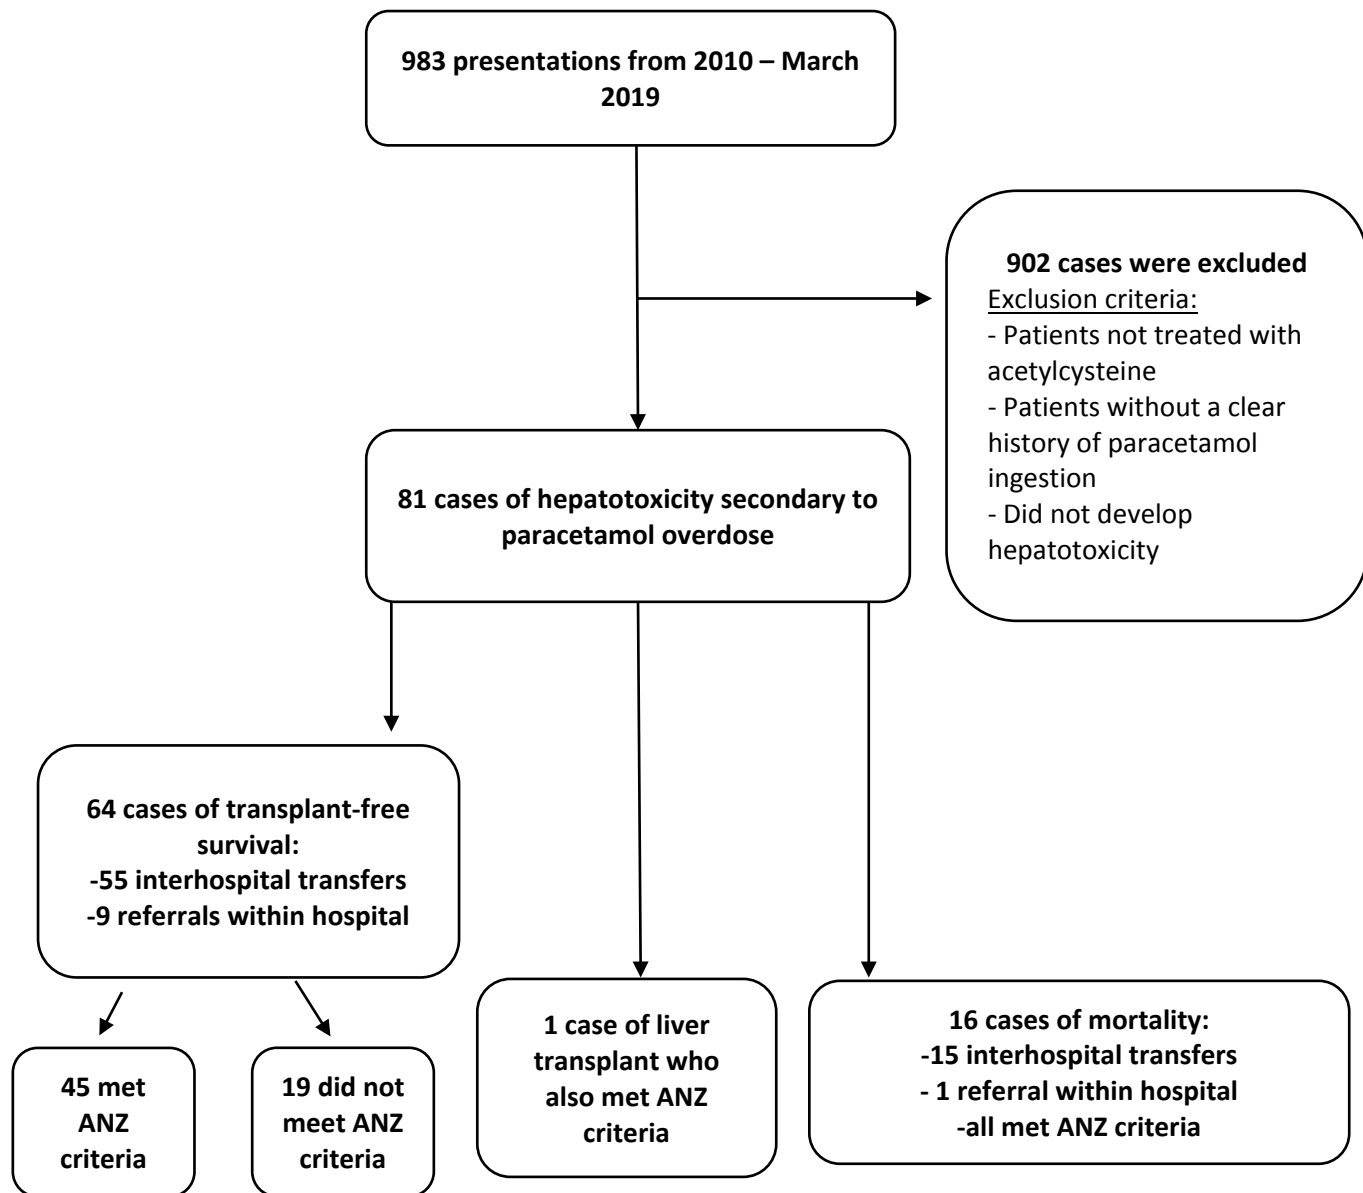 983 presentations from 2010 – March
2019
902 cases were excluded
Exclusion criteria:
- Patients not treated with
acetylcysteine
- Patients without a clear
history of paracetamol
ingestion
- Did not develop
hepatotoxicity
81 cases of hepatotoxicity secondary to
paracetamol overdose
64 cases of transplant-free
survival:
-55 interhospital transfers
-9 referrals within hospital
45 met
ANZ
criteria
19 did not
meet ANZ
criteria
1 case of liver
transplant who
also met ANZ
criteria
16 cases of mortality:
-15 interhospital transfers
- 1 referral within hospital
-all met ANZ criteria